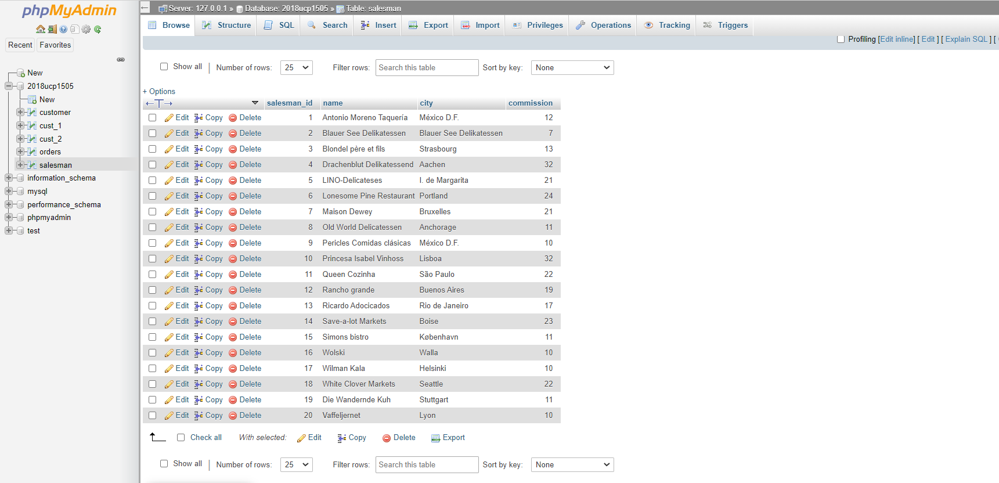 phpMyAdmin
Recent Favorites
New
2018ucp1505
New
customer
cust_1
cust_2
orders
salesman
information_schema
mysql
performance_schema
phpmyadmin
test
Server: 127.0.0.1 » Database: 2018ucp1505 » Table: salesman
Browse Structure SQL Search Insert Export Import Privileges Operations Tracking Triggers
Profiling [Edit inline] [ Edit ] [ Explain SQL ] [
Show all | Number of rows: 25 Filter rows: Search this table Sort by key: None
+ Options
←T→ salesman_id name city commission
Edit Copy Delete 1 Antonio Moreno Taquería México D.F. 12
Edit Copy Delete 2 Blauer See Delikatessen Blauer See Delikatessen 7
Edit Copy Delete 3 Blondel père et fils Strasbourg 13
Edit Copy Delete 4 Drachenblut Delikatessend Aachen 32
Edit Copy Delete 5 LINO-Delicateses I. de Margarita 21
Edit Copy Delete 6 Lonesome Pine Restaurant Portland 24
Edit Copy Delete 7 Maison Dewey Bruxelles 21
Edit Copy Delete 8 Old World Delicatessen Anchorage 11
Edit Copy Delete 9 Pericles Comidas clásicas México D.F. 10
Edit Copy Delete 10 Princesa Isabel Vinhoss Lisboa 32
Edit Copy Delete 11 Queen Cozinha São Paulo 22
Edit Copy Delete 12 Rancho grande Buenos Aires 19
Edit Copy Delete 13 Ricardo Adocicados Rio de Janeiro 17
Edit Copy Delete 14 Save-a-lot Markets Boise 23
Edit Copy Delete 15 Simons bistro København 11
Edit Copy Delete 16 Wolski Walla 10
Edit Copy Delete 17 Wilman Kala Helsinki 10
Edit Copy Delete 18 White Clover Markets Seattle 22
Edit Copy Delete 19 Die Wandernde Kuh Stuttgart 11
Edit Copy Delete 20 Vaffeljernet Lyon 10
Check all With selected: Edit Copy Delete Export
Show all | Number of rows: 25 Filter rows: Search this table Sort by key: None